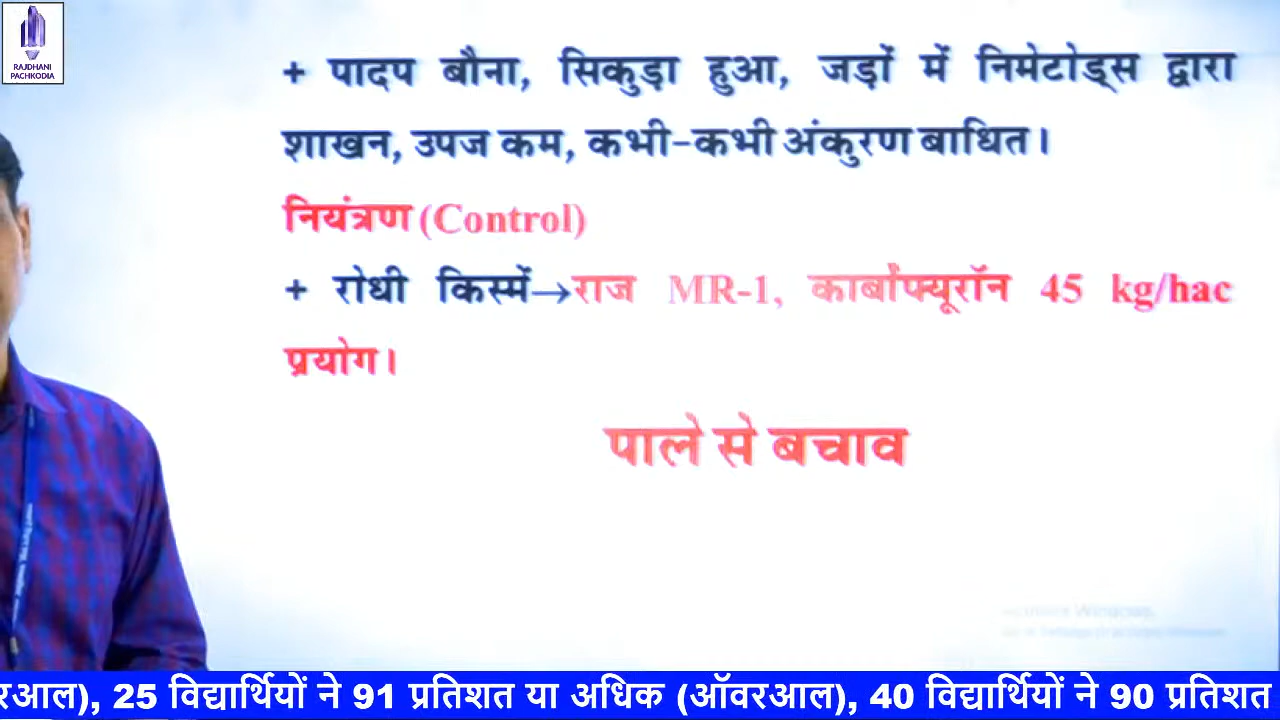 RAJDHANI
PACHKODIA
+ पादप बौना, सिकुड़ा हुआ, जड़ों में निमेटोड्स द्वारा
शाखन, उपज कम, कभी-कभी अंकुरण बाधित।
नियंत्रण (Control)
+ रोधी किस्में→राज MR-1, कार्बोफ्यूरॉन 45 kg/hac
प्रयोग।
पाले से बचाव
रआल), 25 विद्यार्थियों ने 91 प्रतिशत या अधिक (ऑवरआल), 40 विद्यार्थियों ने 90 प्रतिशत